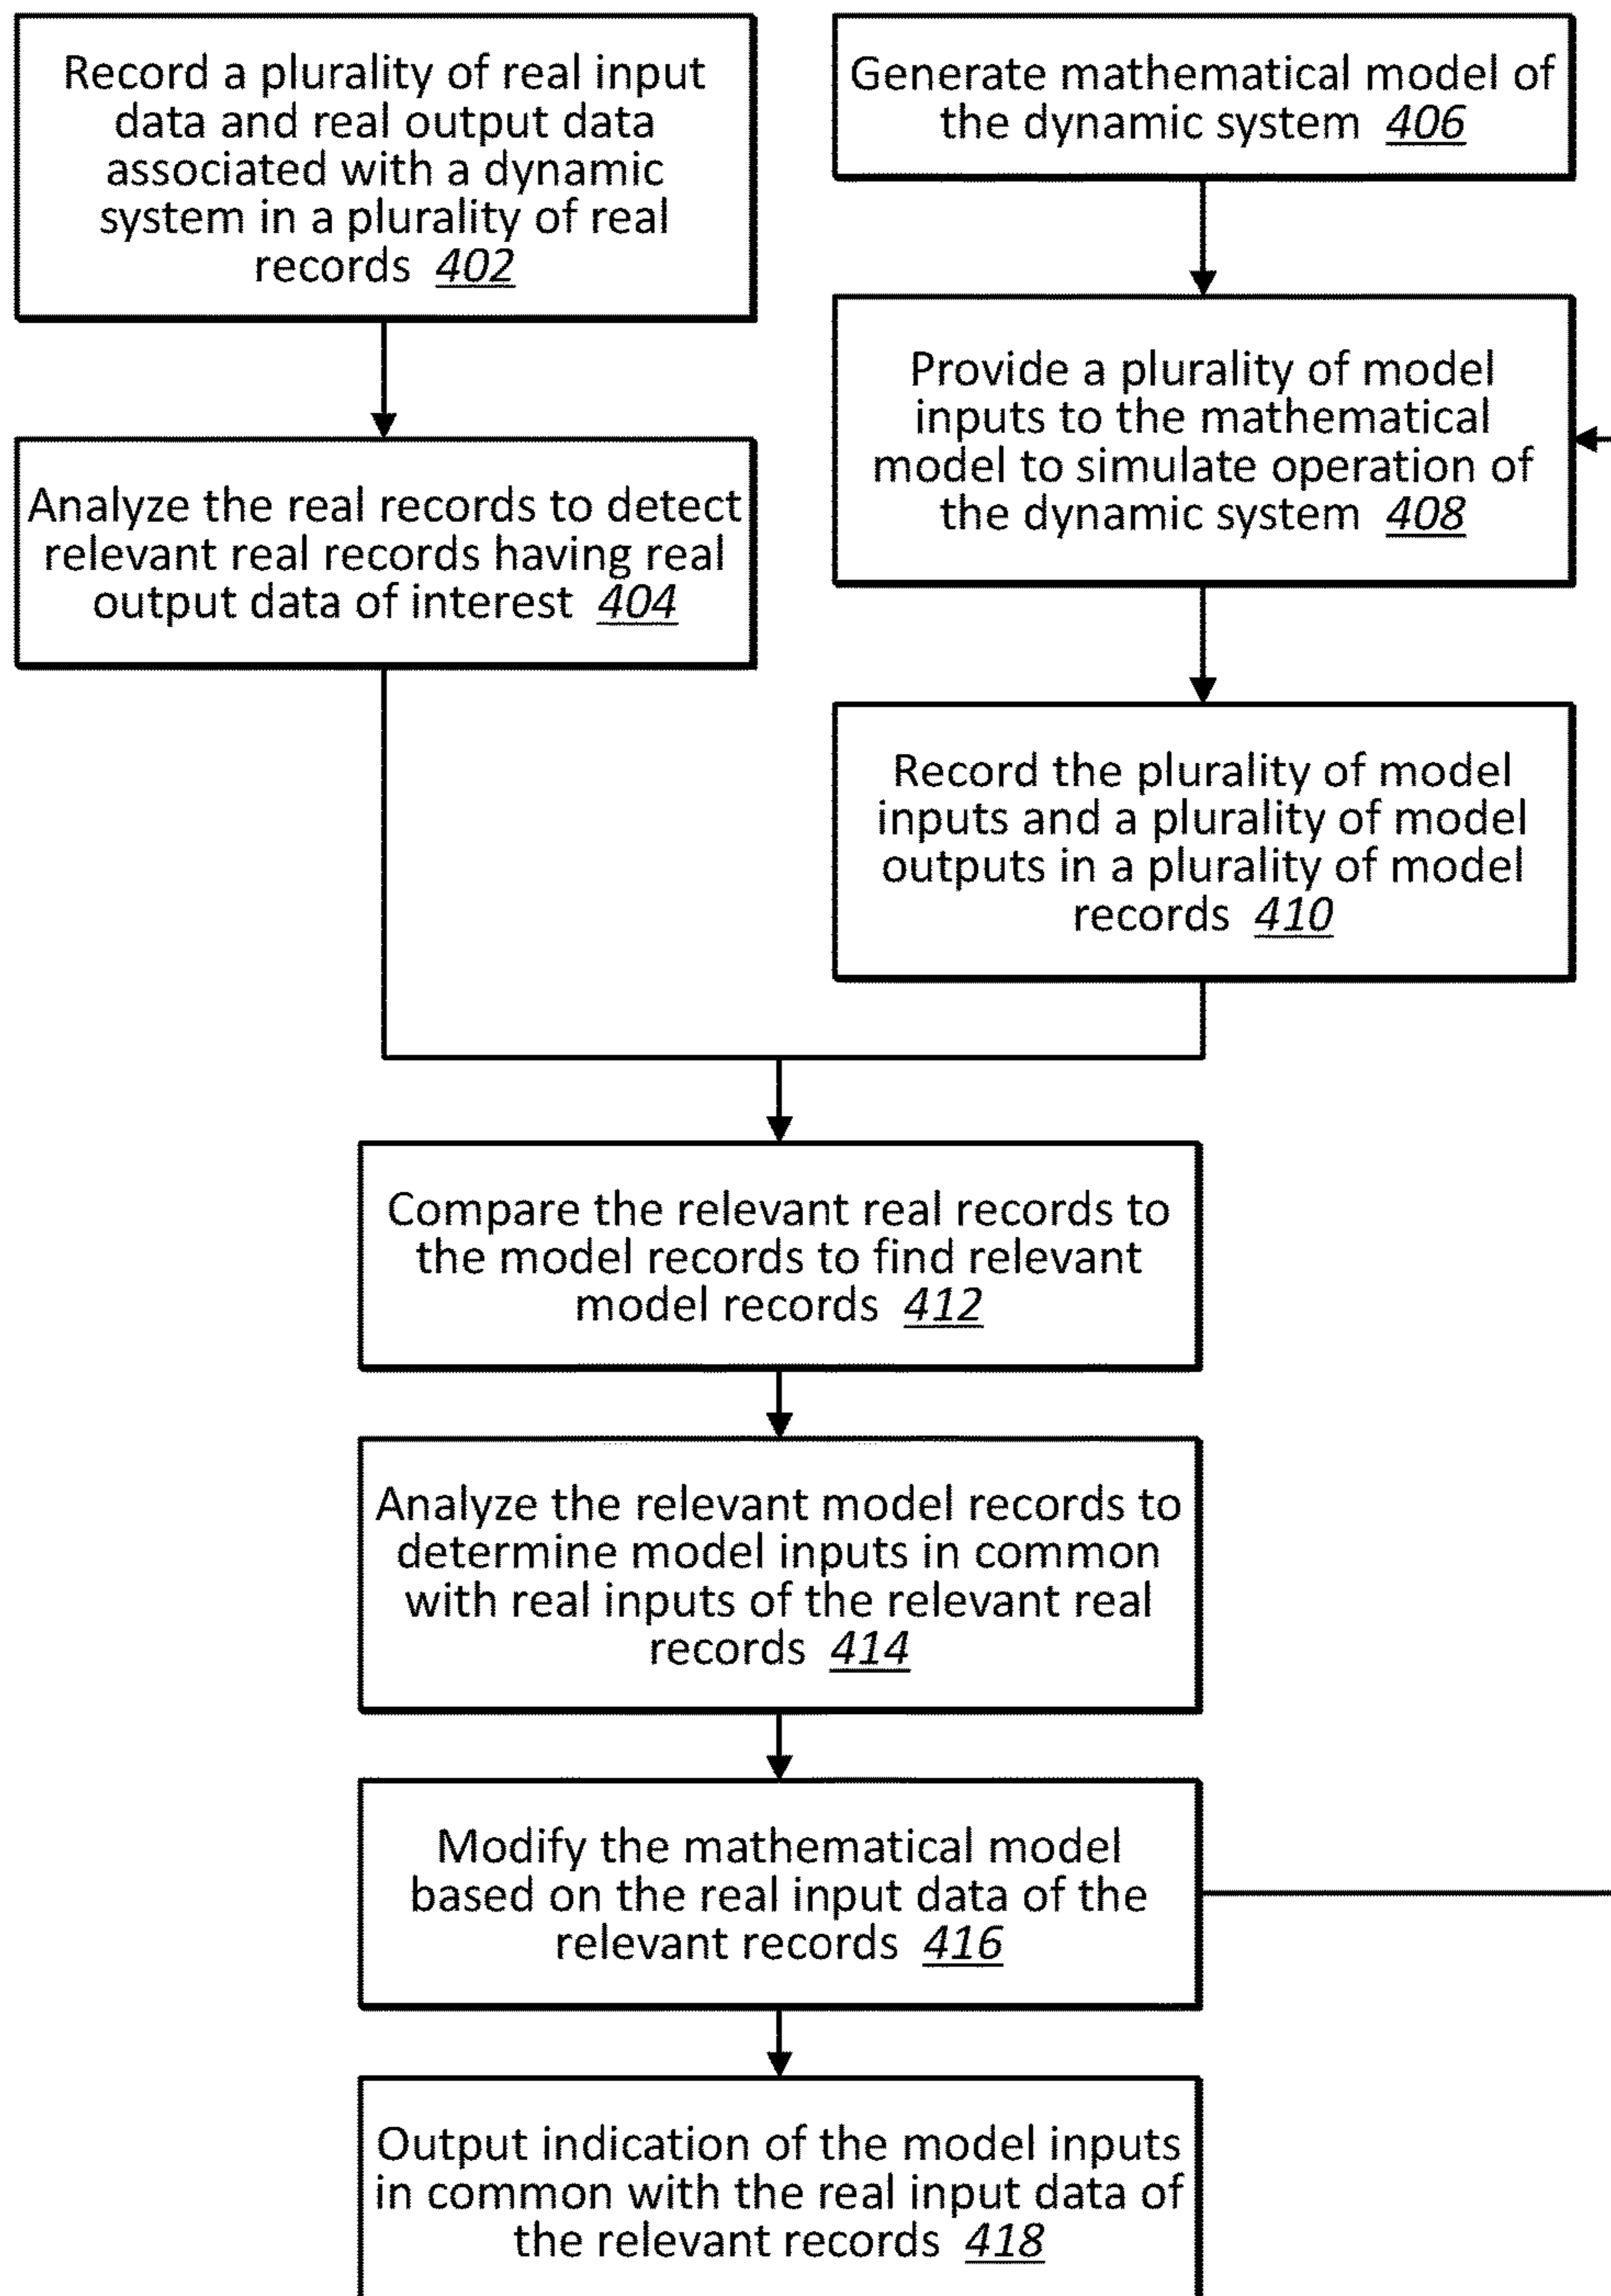 Record a plurality of real input
data and real output data
associated with a dynamic
system in a plurality of real
records 402
Analyze the real records to detect
relevant real records having real
output data of interest 404
Generate mathematical model of
the dynamic system 406
Provide a plurality of model
inputs to the mathematical
model to simulate operation of
the dynamic system 408
Record the plurality of model
inputs and a plurality of model
outputs in a plurality of model
records 410
Compare the relevant real records to
the model records to find relevant
model records 412
Analyze the relevant model records to
determine model inputs in common
with real inputs of the relevant real
records 414
Modify the mathematical model
based on the real input data of the
relevant records 416
Output indication of the model inputs
in common with the real input data of
the relevant records 418